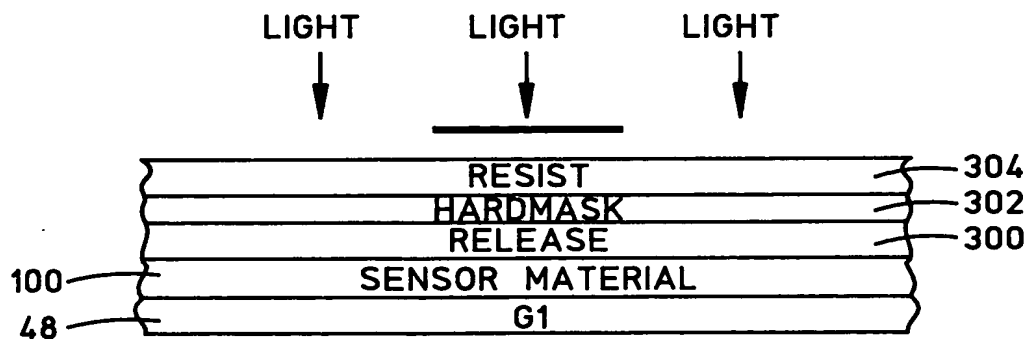 LIGHT LIGHT LIGHT
RESIST 304
HARDMASK 302
RELEASE 300
100 SENSOR MATERIAL
48 G1